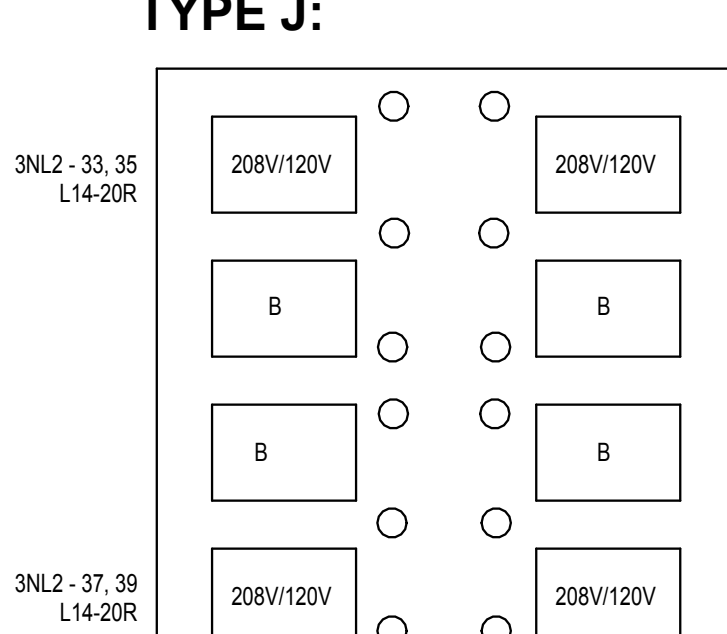 TYPE J:
3NL2 - 33, 35
L14-20R
208V/120V
208V/120V
B
B
B
B
3NL2 - 37, 39
L14-20R
208V/120V
208V/120V